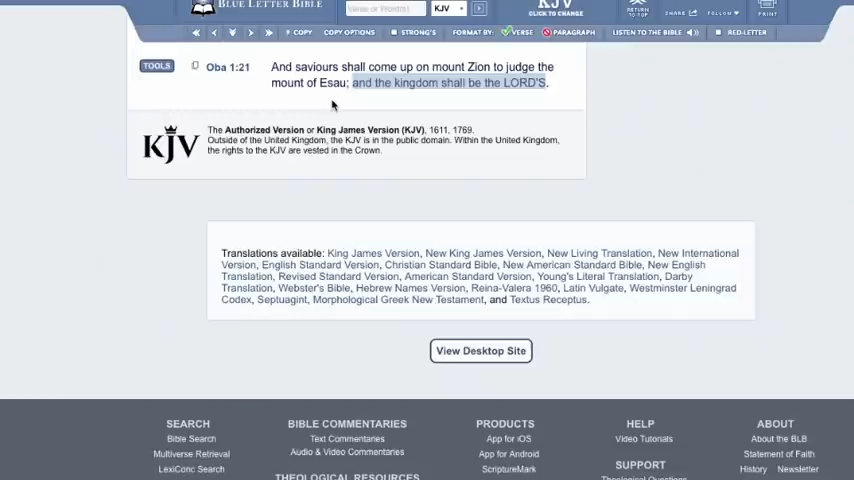 BLUE LETTER BIBLE
Verse or Word(s)
KJV
KJV
CLICK TO CHANGE
RETURN
TO TOP
SHARE
FOLLOW
PRINT
COPY
COPY OPTIONS
STRONG'S
FORMAT BY:
VERSE
PARAGRAPH
LISTEN TO THE BIBLE
RED-LETTER
TOOLS
Oba 1:21
And saviours shall come up on mount Zion to judge the
mount of Esau; and the kingdom shall be the LORD'S.
KJV
The Authorized Version or King James Version (KJV), 1611, 1769.
Outside of the United Kingdom, the KJV is in the public domain. Within the United Kingdom,
the rights to the KJV are vested in the Crown.
Translations available: King James Version, New King James Version, New Living Translation, New International
Version, English Standard Version, Christian Standard Bible, New American Standard Bible, New English
Translation, Revised Standard Version, American Standard Version, Young's Literal Translation, Darby
Translation, Webster's Bible, Hebrew Names Version, Reina-Valera 1960, Latin Vulgate, Westminster Leningrad
Codex, Septuagint, Morphological Greek New Testament, and Textus Receptus.
View Desktop Site
SEARCH
Bible Search
Multiverse Retrieval
LexiConc Search
BIBLE COMMENTARIES
Text Commentaries
Audio & Video Commentaries
THEOLOGICAL RESOURCES
PRODUCTS
App for iOS
App for Android
ScriptureMark
HELP
Video Tutorials
SUPPORT
Theological Questions
ABOUT
About the BLB
Statement of Faith
History Newsletter